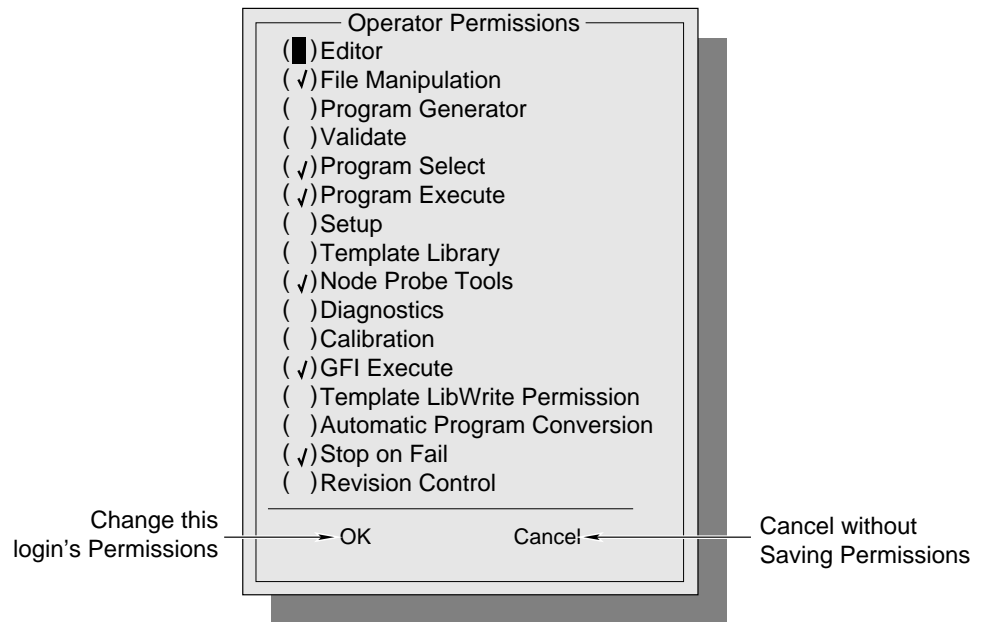 Operator Permissions
(█)Editor
(√)File Manipulation
( )Program Generator
( )Validate
(√)Program Select
(√)Program Execute
( )Setup
( )Template Library
(√)Node Probe Tools
( )Diagnostics
( )Calibration
(√)GFI Execute
( )Template LibWrite Permission
( )Automatic Program Conversion
(√)Stop on Fail
( )Revision Control
Change this
login's Permissions
OK
Cancel
Cancel without
Saving Permissions